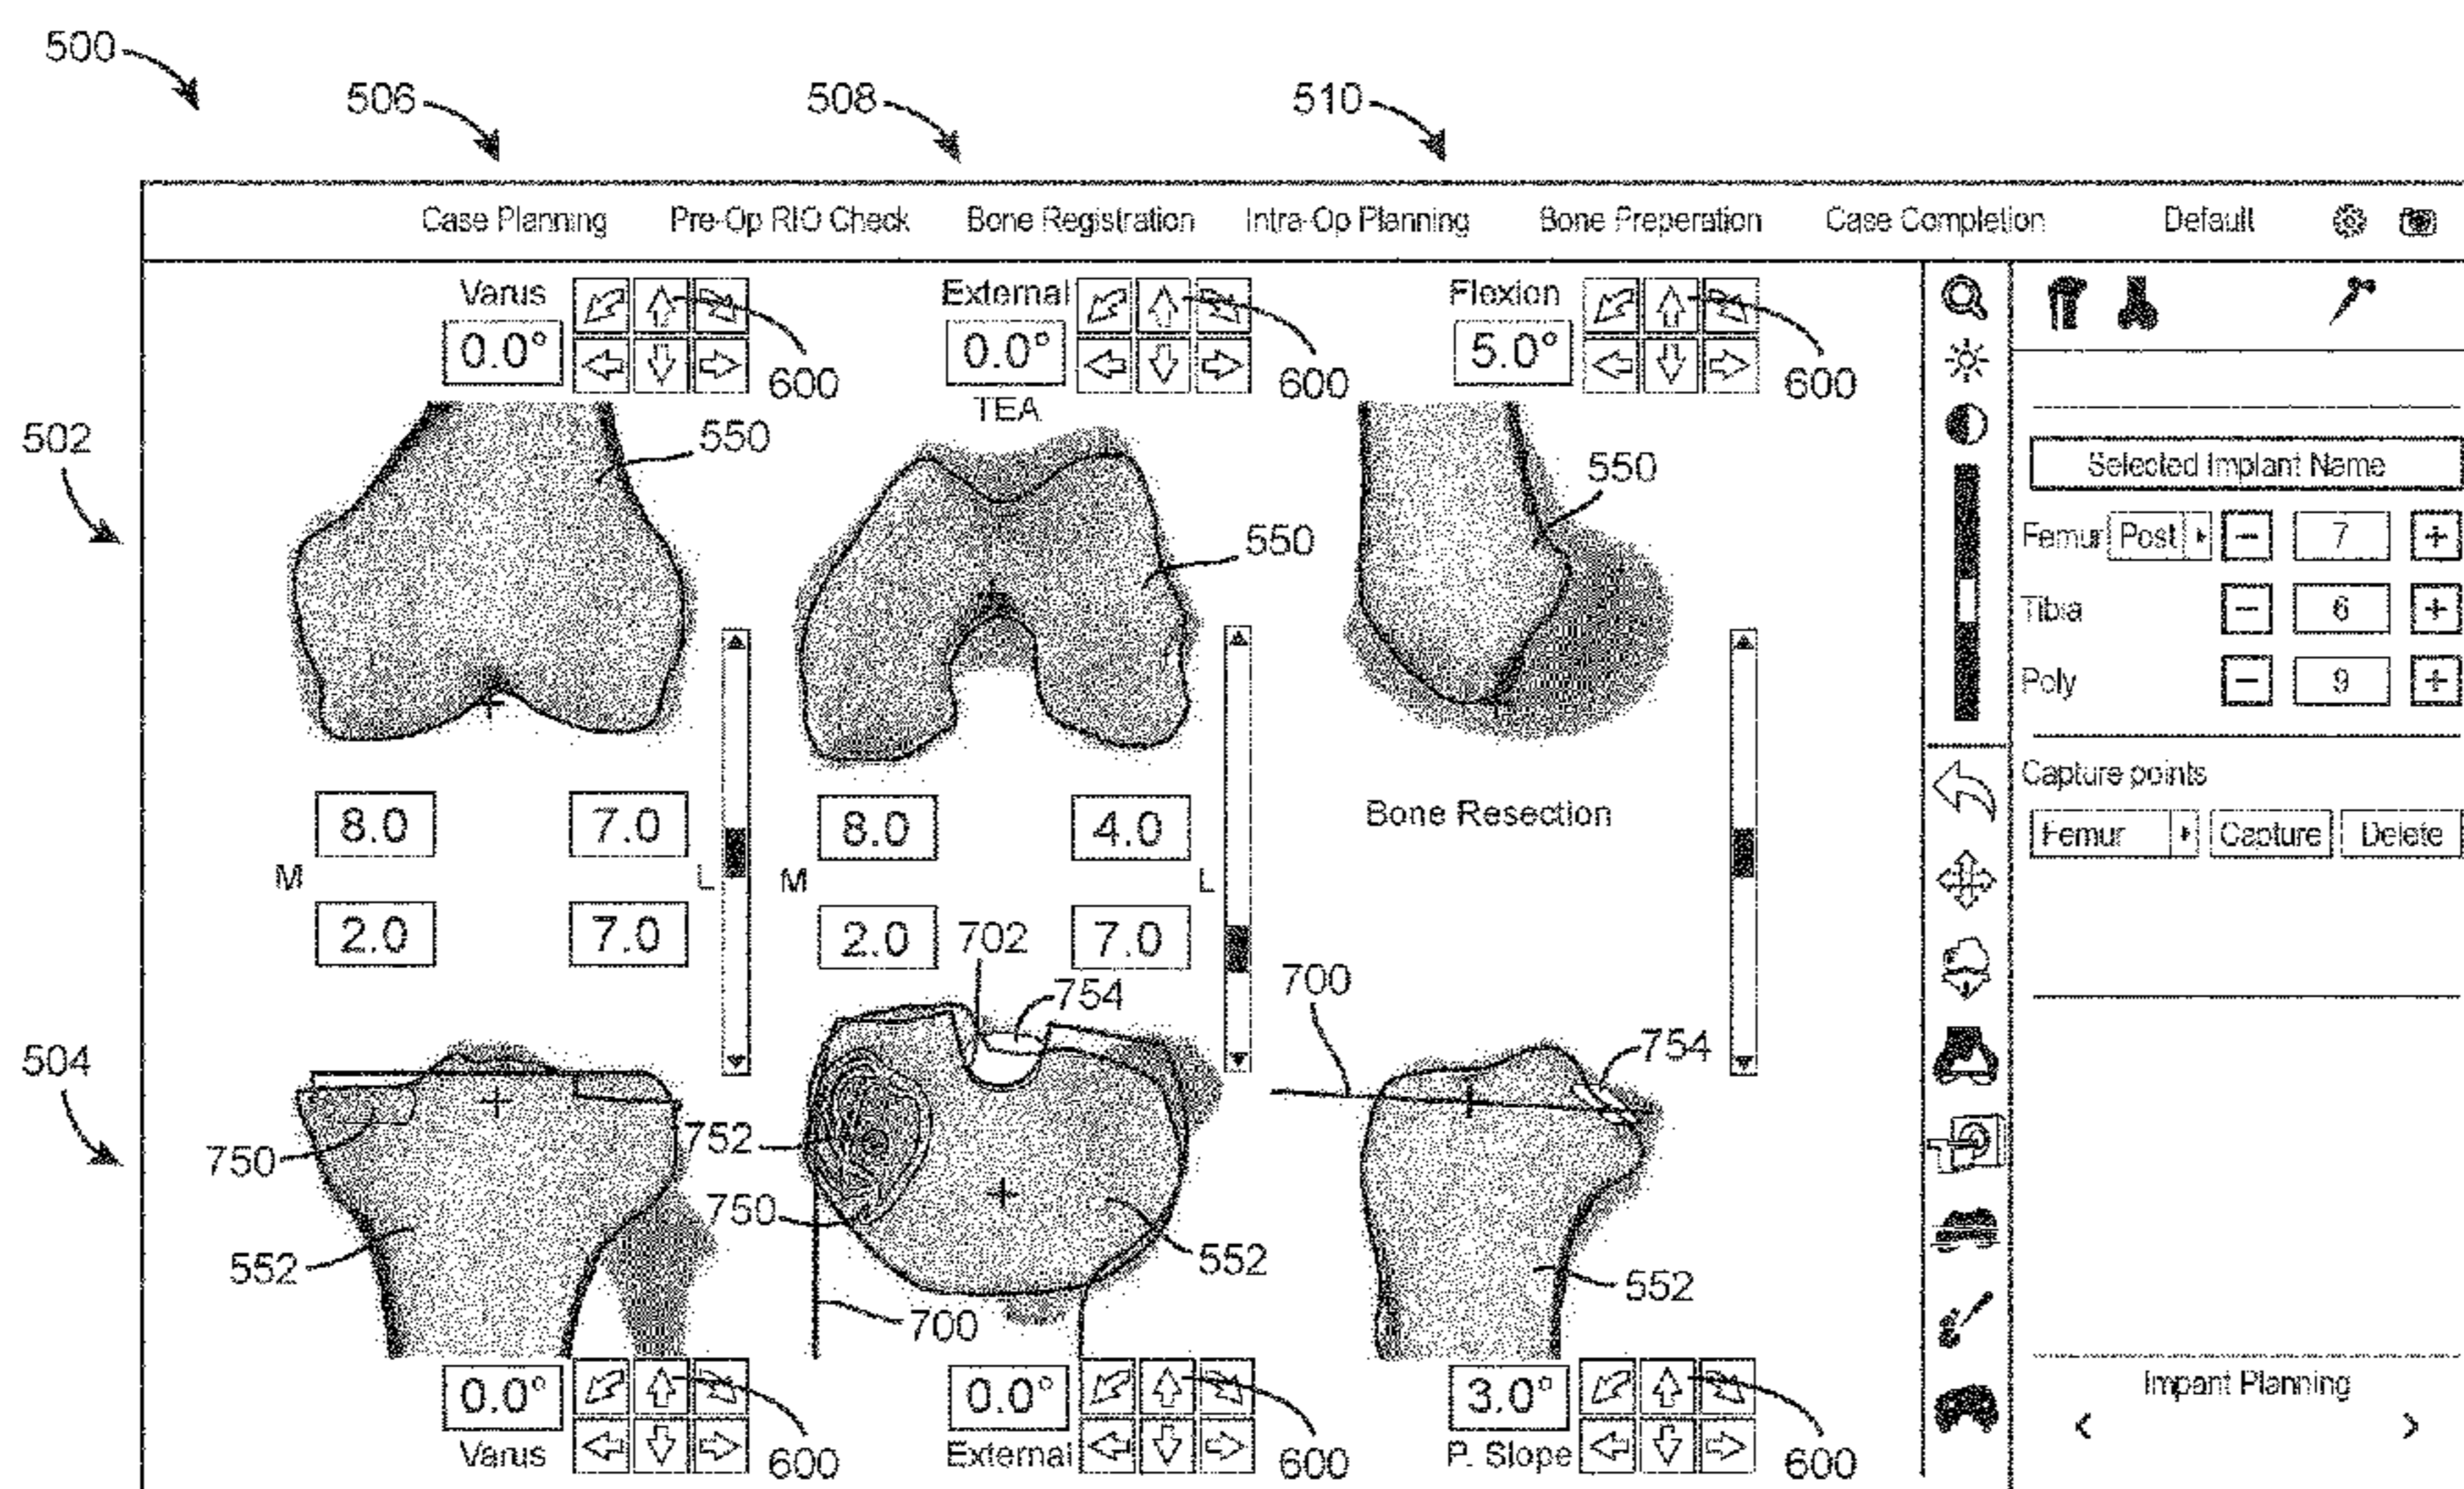 500
506 508 510
Case Planning Pre-Op RIO Check Bone Registration Intra-Op Planning Bone Preperation Case Completion Default
Varus External Flexion
0.0° 0.0° 5.0°
600 600 600
TEA
502 550 550 550
Selected Implant Name
Femur Post - 7 +
Tibia - 6 +
Poly - 9 +
Capture points
Femur Capture Delete
8.0 7.0 8.0 4.0 Bone Resection
M L M L
2.0 7.0 2.0 702 7.0
754 700
504 754
750 752
750
552 552 552
700
0.0° 0.0° 3.0°
Varus 600 External 600 P. Slope 600
Impant Planning
< >